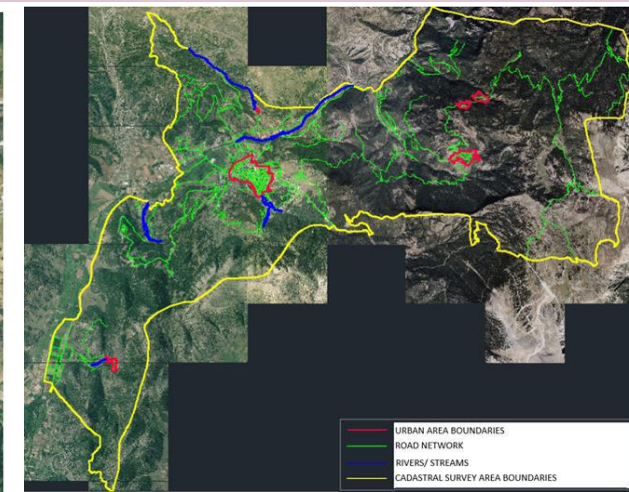 URBAN AREA BOUNDARIES
ROAD NETWORK
RIVERS/ STREAMS
CADASTRAL SURVEY AREA BOUNDARIES